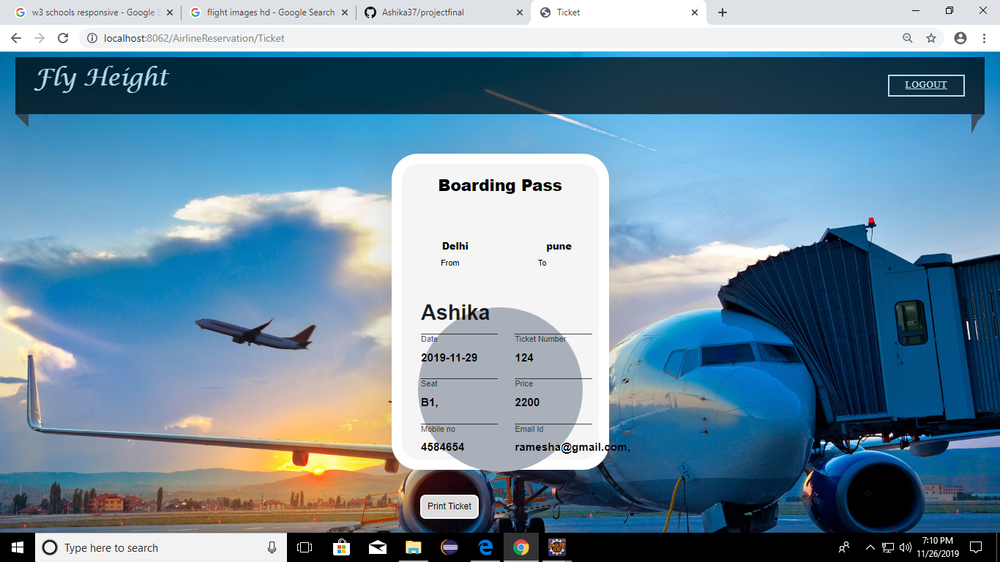 w3 schools responsive - Google S
flight images hd - Google Search
Ashika37/projectfinal
Ticket
localhost:8062/AirlineReservation/Ticket
Fly Height
LOGOUT
Boarding Pass
Delhi pune
From To
Ashika
Date Ticket Number
2019-11-29 124
Seat Price
B1, 2200
Mobile no Email Id
4584654 ramesha@gmail.com,
Print Ticket
Type here to search
7:10 PM
11/26/2019